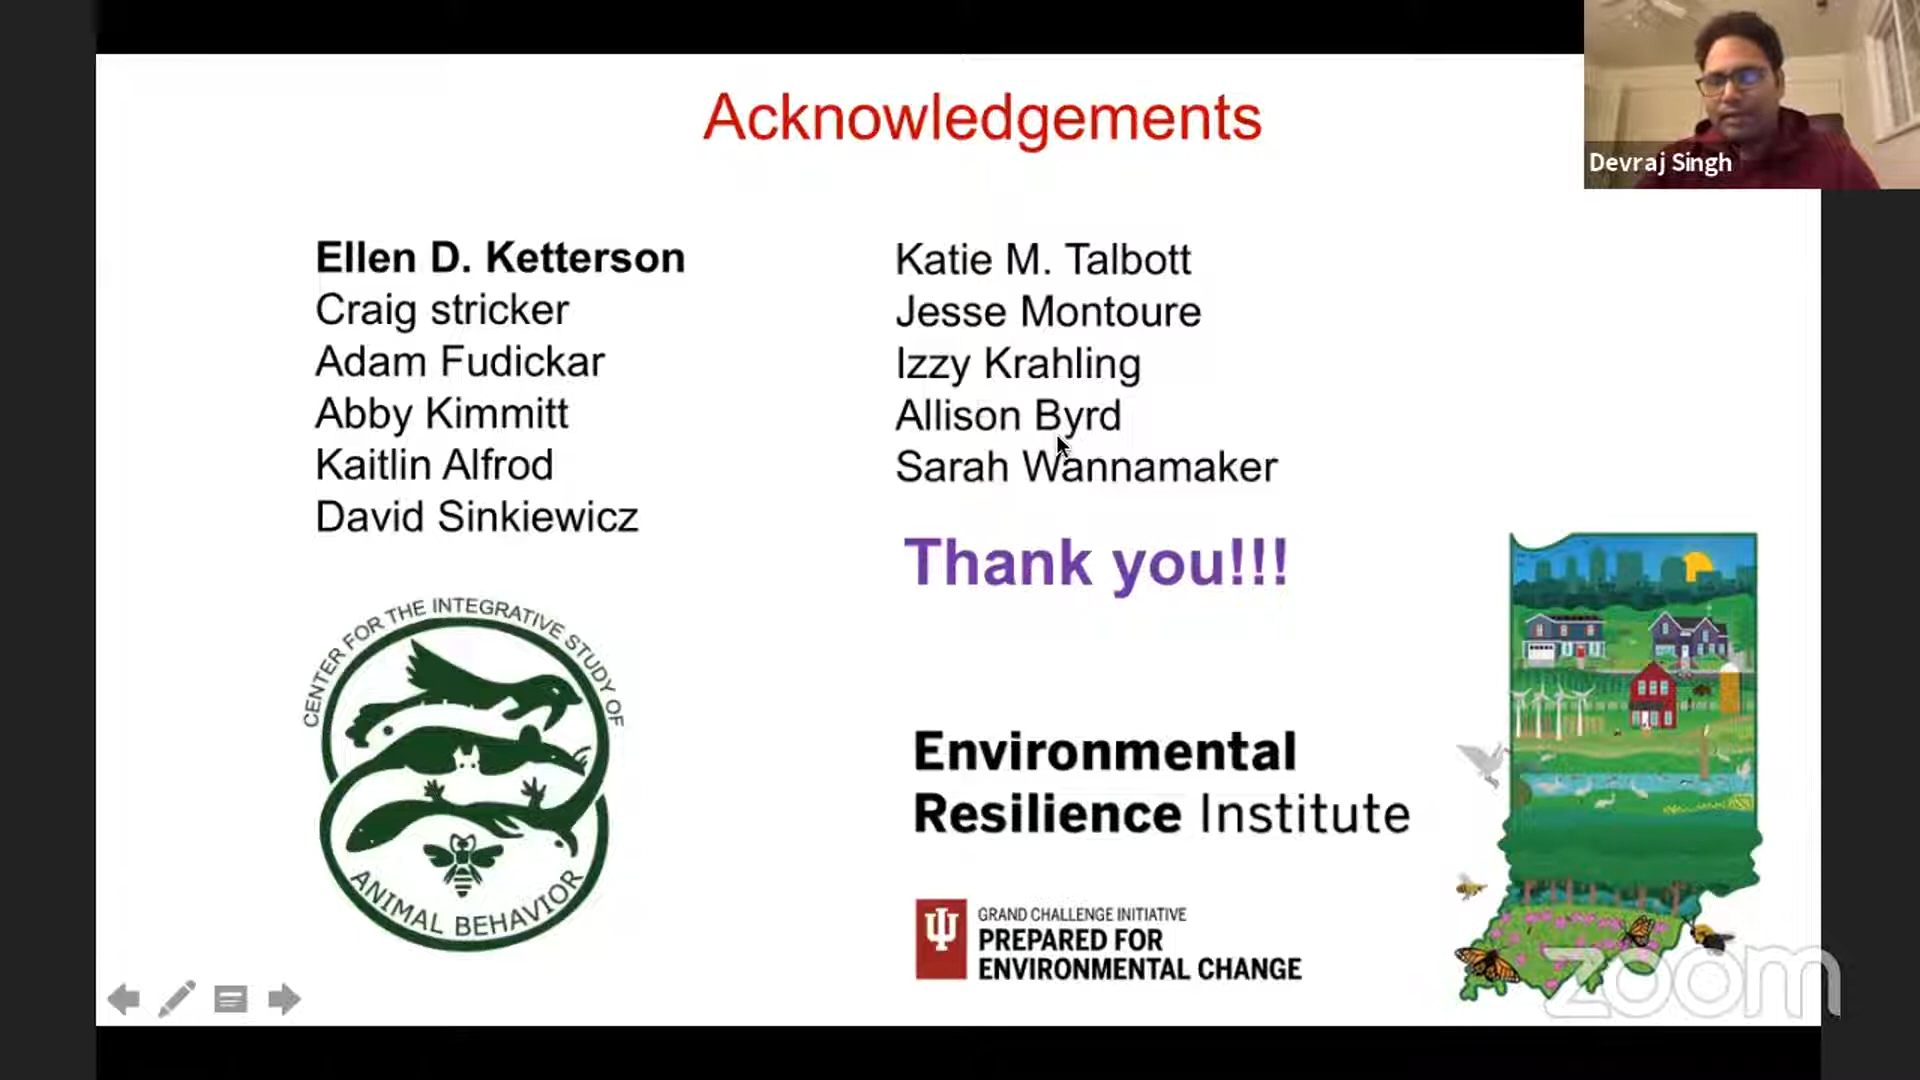 Acknowledgements
Devraj Singh
Ellen D. Ketterson
Craig stricker
Adam Fudickar
Abby Kimmitt
Kaitlin Alfrod
David Sinkiewicz
Katie M. Talbott
Jesse Montoure
Izzy Krahling
Allison Byrd
Sarah Wannamaker
Thank you!!!
CENTER FOR THE INTEGRATIVE STUDY OF
ANIMAL BEHAVIOR
Environmental
Resilience Institute
GRAND CHALLENGE INITIATIVE
PREPARED FOR
ENVIRONMENTAL CHANGE
zoom